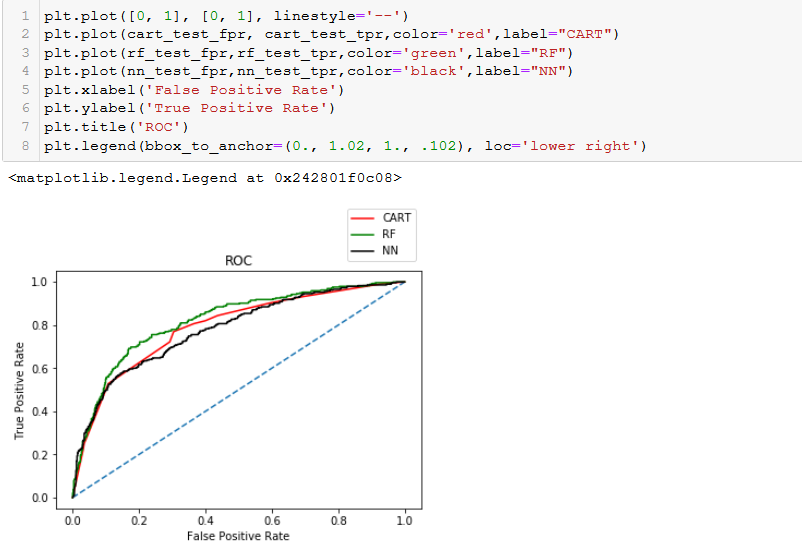 1 plt.plot([0, 1], [0, 1], linestyle='--')
2 plt.plot(cart_test_fpr, cart_test_tpr,color='red',label="CART")
3 plt.plot(rf_test_fpr,rf_test_tpr,color='green',label="RF")
4 plt.plot(nn_test_fpr,nn_test_tpr,color='black',label="NN")
5 plt.xlabel('False Positive Rate')
6 plt.ylabel('True Positive Rate')
7 plt.title('ROC')
8 plt.legend(bbox_to_anchor=(0., 1.02, 1., .102), loc='lower right')
<matplotlib.legend.Legend at 0x242801f0c08>
CART
RF
NN
ROC
True Positive Rate
1.0
0.8
0.6
0.4
0.2
0.0
0.0 0.2 0.4 0.6 0.8 1.0
False Positive Rate